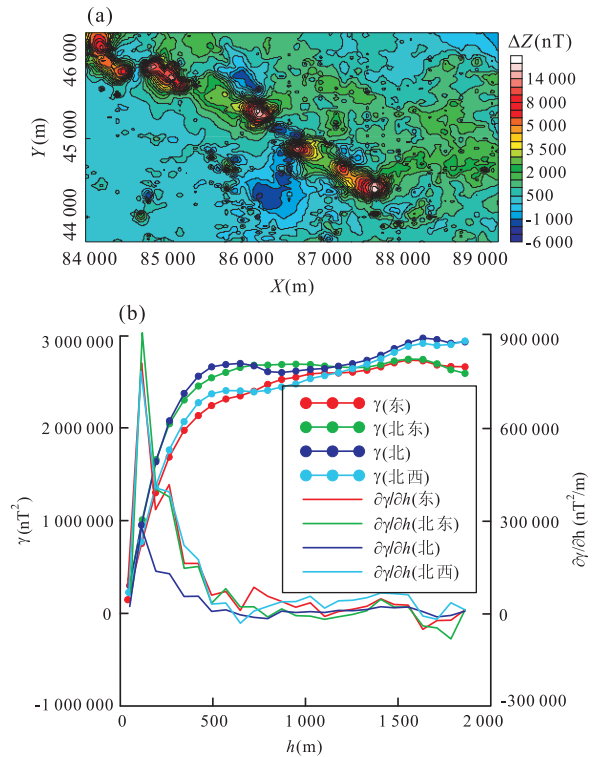 (a)
ΔZ(nT)
46 000
45 000
44 000
Y(m)
14 000
8 000
5 000
3 500
2 000
500
-1 000
-6 000
84 000 85 000 86 000 87 000 88 000 89 000
X(m)
(b)
3 000 000
2 000 000
1 000 000
0
-1 000 000
γ(nT²)
900 000
600 000
300 000
0
-300 000
∂γ/∂h (nT²/m)
γ(东)
γ(北东)
γ(北)
γ(北西)
∂γ/∂h(东)
∂γ/∂h(北东)
∂γ/∂h(北)
∂γ/∂h(北西)
0 500 1 000 1 500 2 000
h(m)